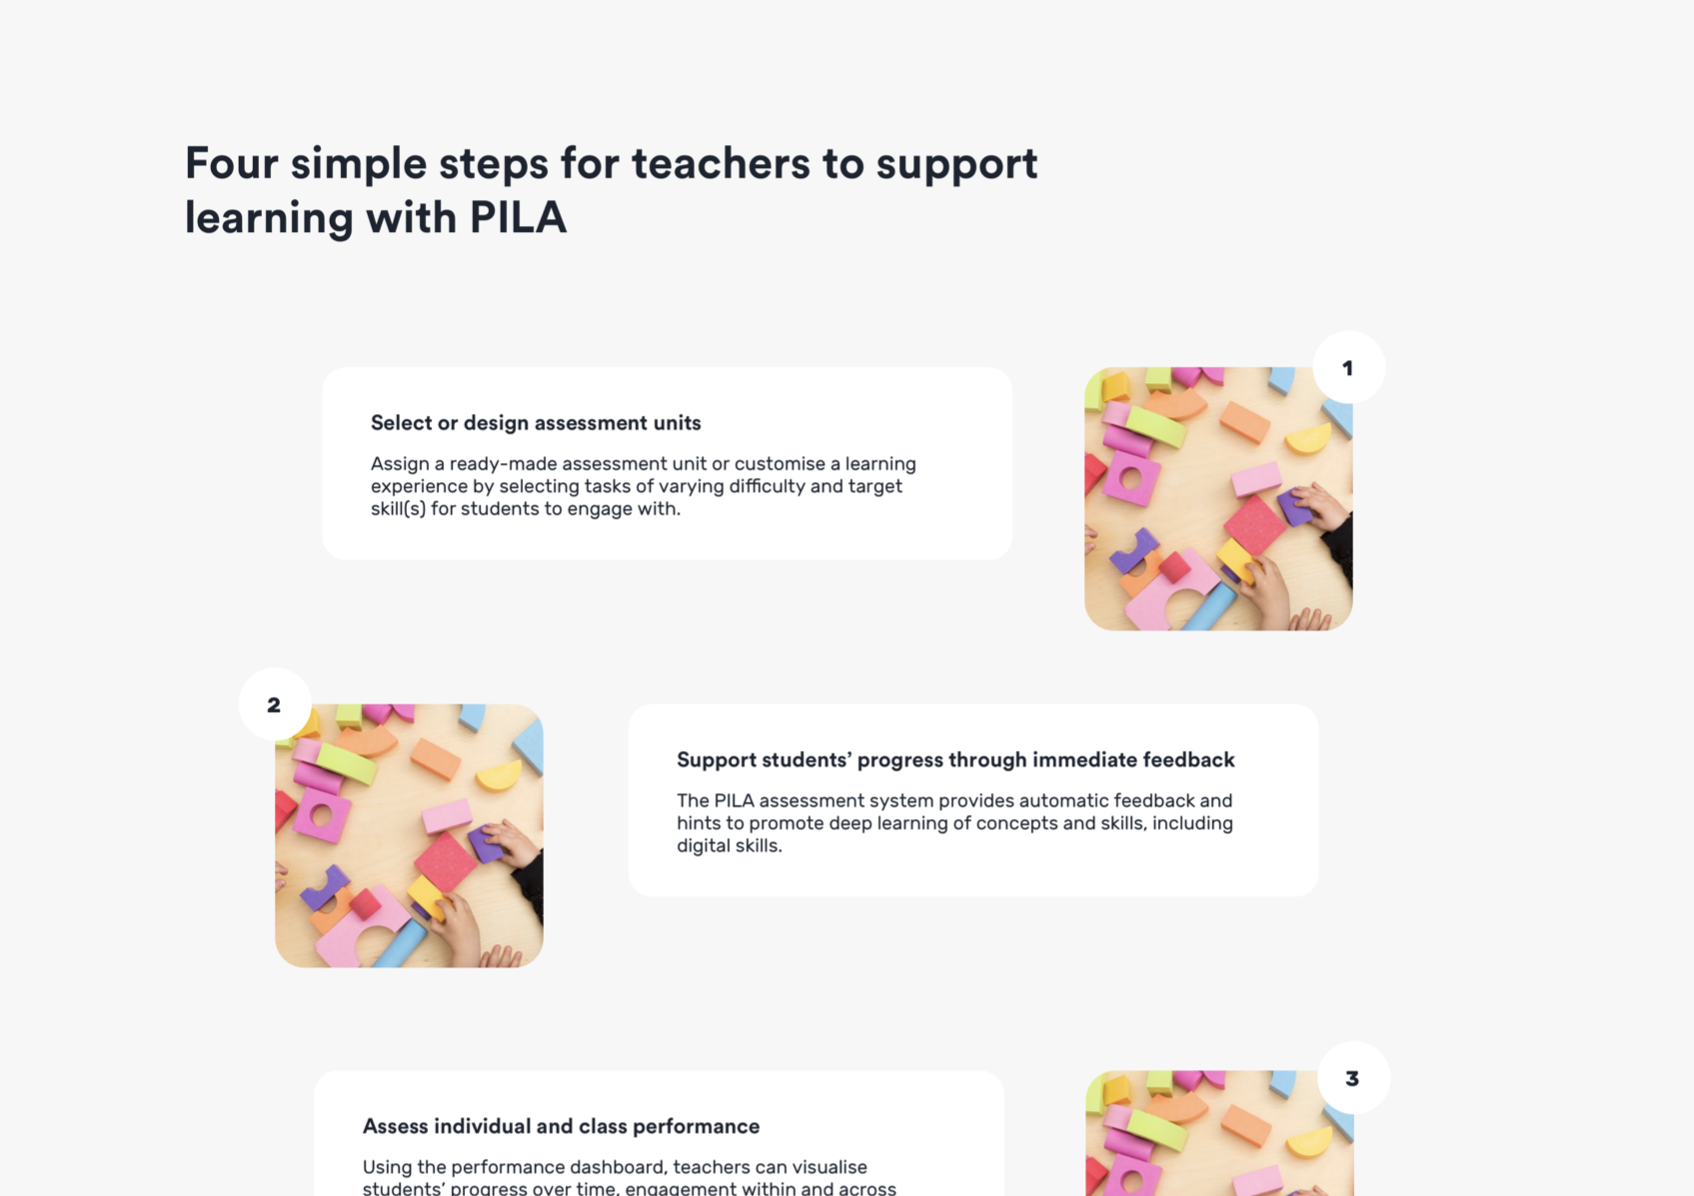 Four simple steps for teachers to support
learning with PILA
1
Select or design assessment units
Assign a ready-made assessment unit or customise a learning
experience by selecting tasks of varying difficulty and target
skill(s) for students to engage with.
2
Support students’ progress through immediate feedback
The PILA assessment system provides automatic feedback and
hints to promote deep learning of concepts and skills, including
digital skills.
3
Assess individual and class performance
Using the performance dashboard, teachers can visualise
students’ progress over time, engagement within and across